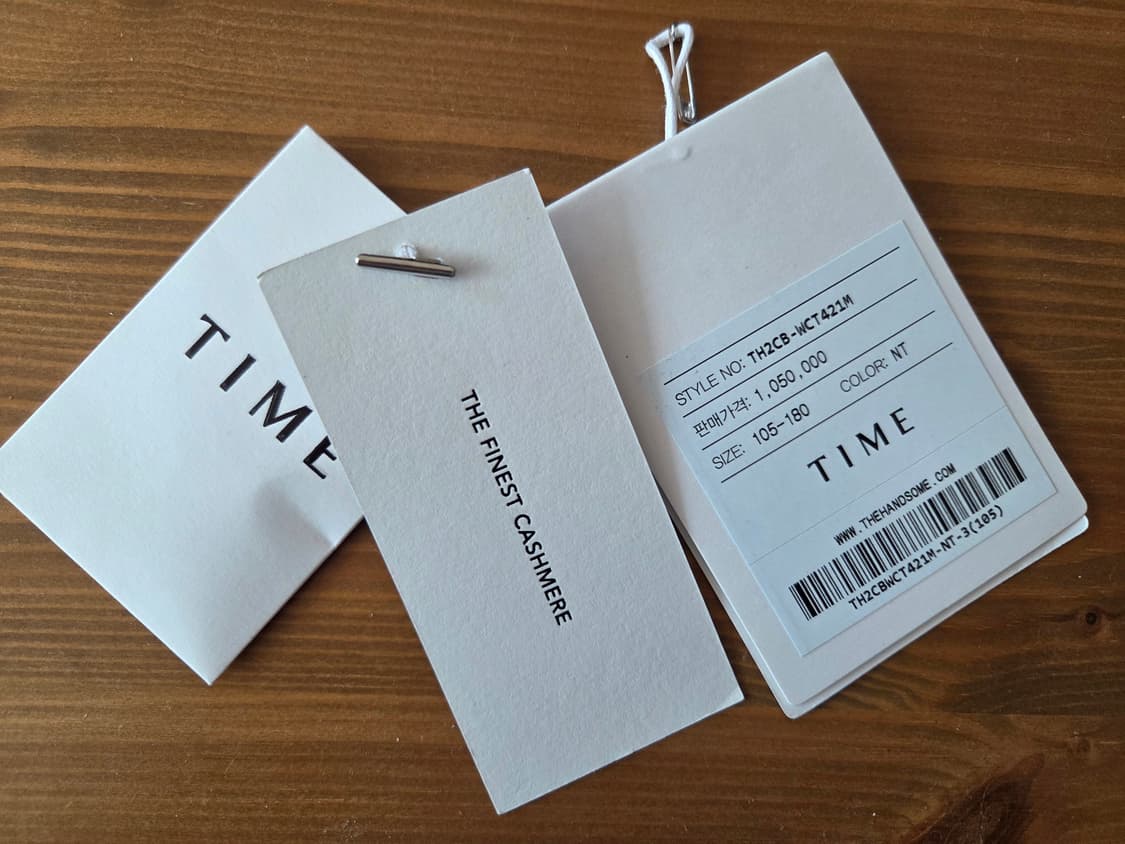 TIME
THE FINEST CASHMERE
STYLE NO: TH2CB-WCT421M
판매가격: 1,050,000
SIZE: 105-180 COLOR: NT
TIME
WWW.THEHANDSOME.COM
TH2CBWCT421M-NT-3(105)